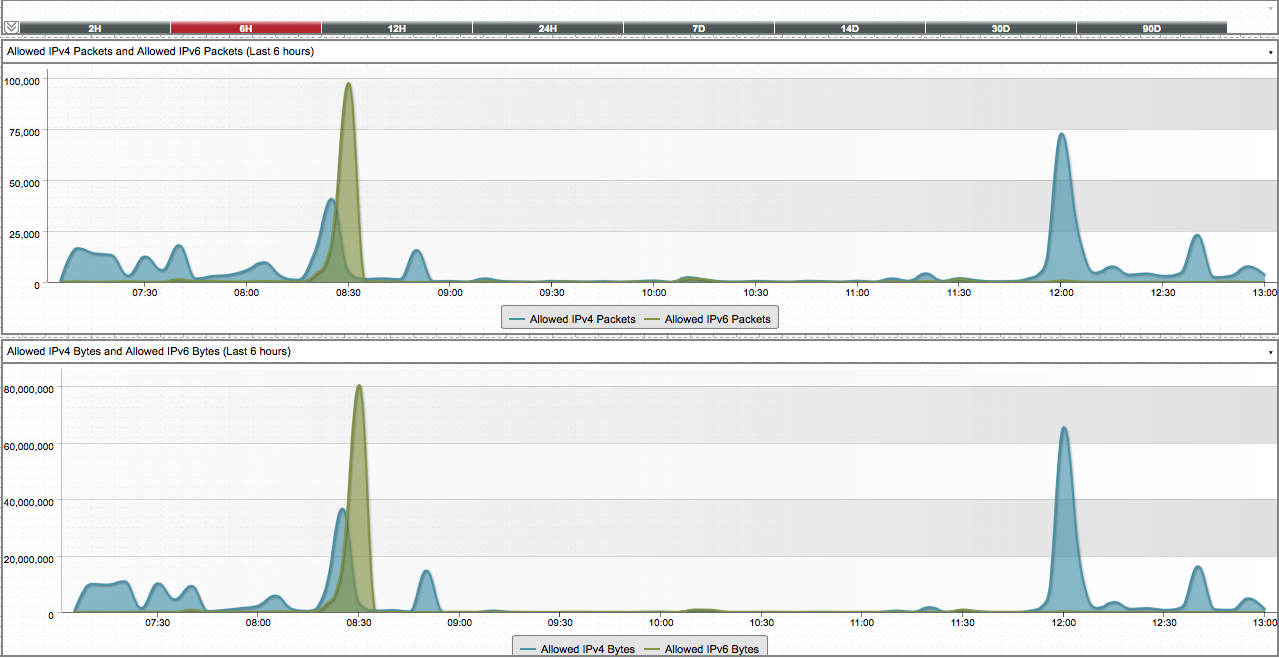 2H 6H 12H 24H 7D 14D 30D 90D
Allowed IPv4 Packets and Allowed IPv6 Packets (Last 6 hours)
100,000
75,000
50,000
25,000
0
07:30 08:00 08:30 09:00 09:30 10:00 10:30 11:00 11:30 12:00 12:30 13:00
Allowed IPv4 Packets Allowed IPv6 Packets
Allowed IPv4 Bytes and Allowed IPv6 Bytes (Last 6 hours)
80,000,000
60,000,000
40,000,000
20,000,000
0
07:30 08:00 08:30 09:00 09:30 10:00 10:30 11:00 11:30 12:00 12:30 13:00
Allowed IPv4 Bytes Allowed IPv6 Bytes